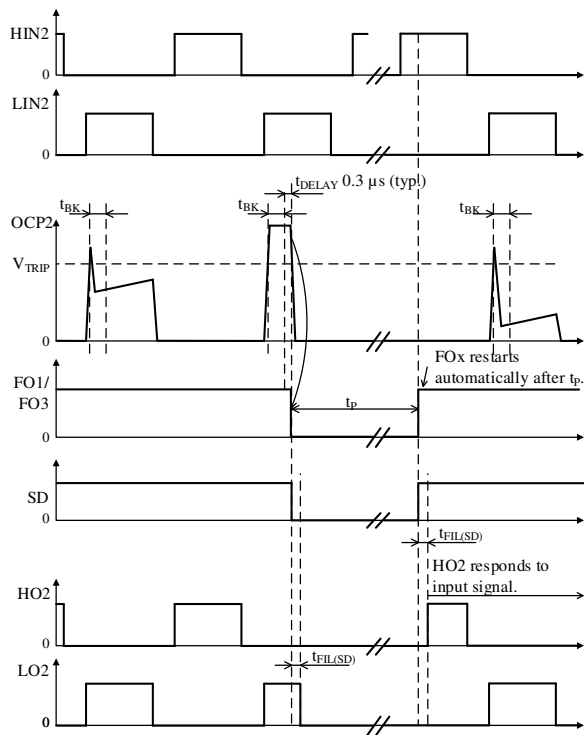 HIN2
0
LIN2
0
tDELAY 0.3 µs (typ.)
tBK
tBK
tBK
OCP2
VTRIP
0
FOx restarts
automatically after tP.
FO1/
FO3
tP
0
SD
0
tFIL(SD)
HO2 responds to
input signal.
HO2
0
tFIL(SD)
LO2
0